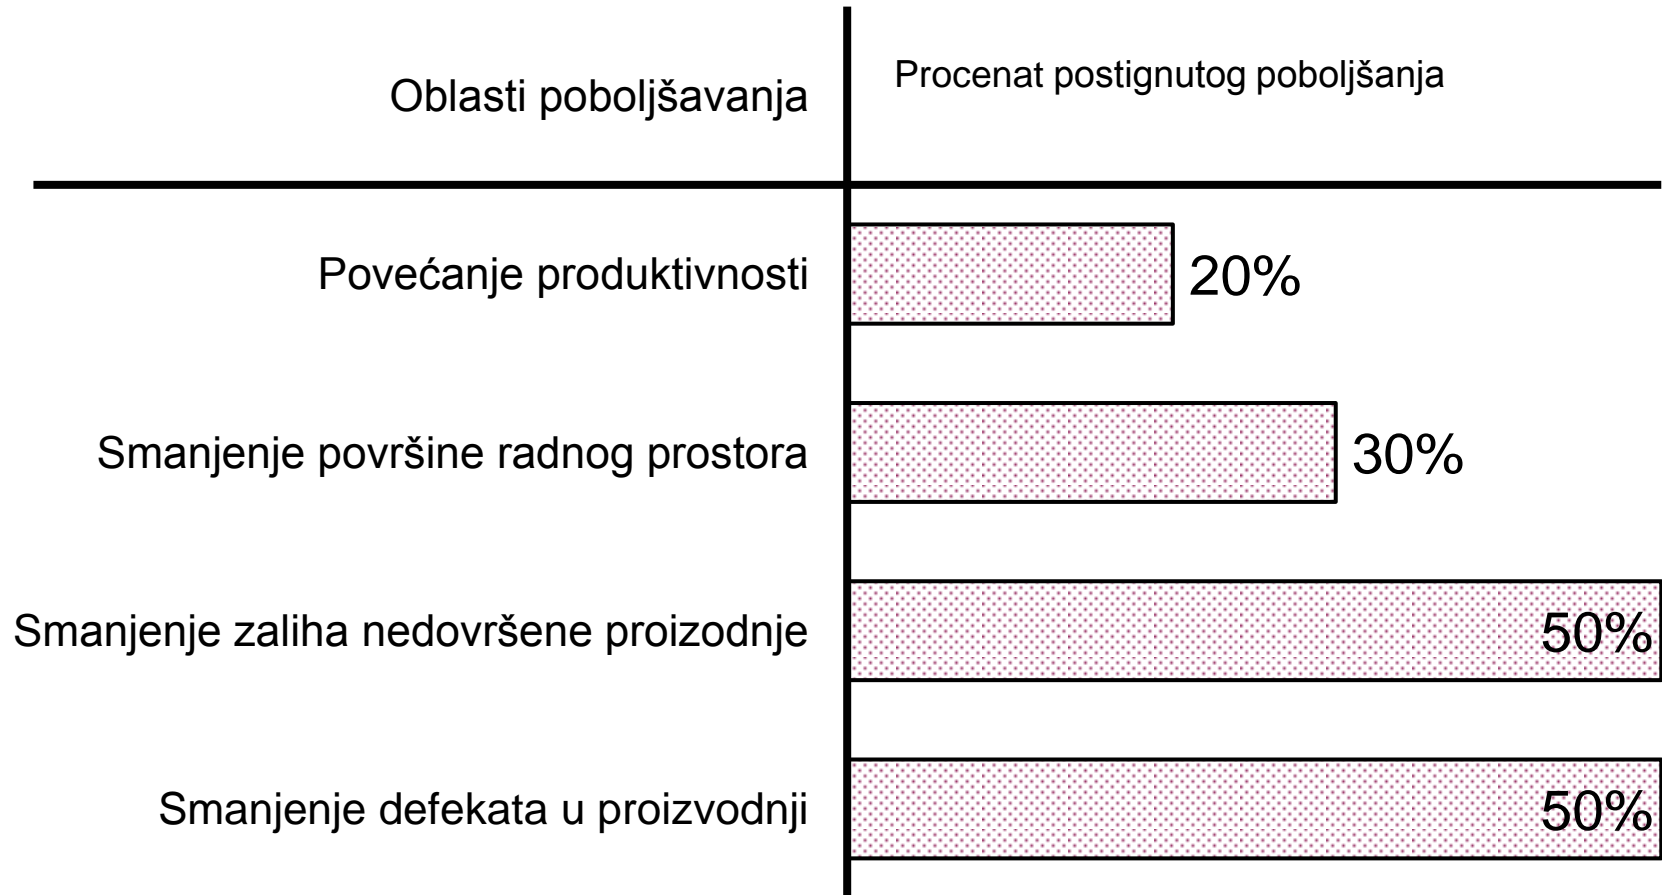 Oblasti poboljšavanja
Procenat postignutog poboljšanja
Povećanje produktivnosti
20%
Smanjenje površine radnog prostora
30%
Smanjenje zaliha nedovršene proizodnje
50%
Smanjenje defekata u proizvodnji
50%